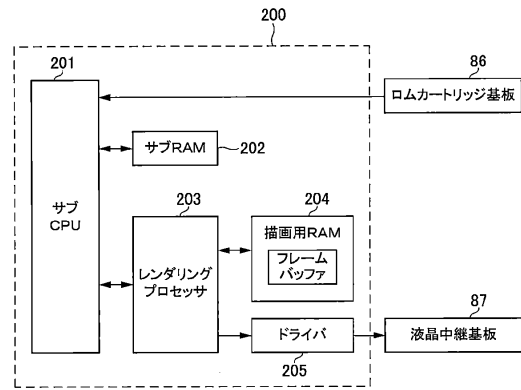 200
201
86
ロムカートリッジ基板
サブRAM
202
サブ
CPU
203
204
描画用RAM
フレーム
バッファ
レンダリング
プロセッサ
87
ドライバ
液晶中継基板
205